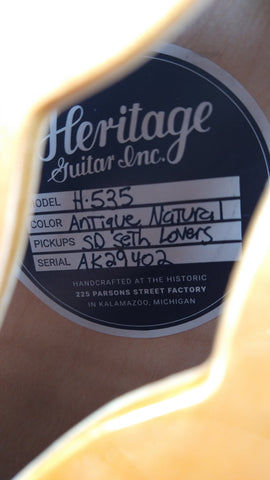 Heritage
Guitar Inc.
MODEL H-535
COLOR Antique Natural
PICKUPS SD Seth Lovers
SERIAL AK29402
HANDCRAFTED AT THE HISTORIC
225 PARSONS STREET FACTORY
IN KALAMAZOO, MICHIGAN